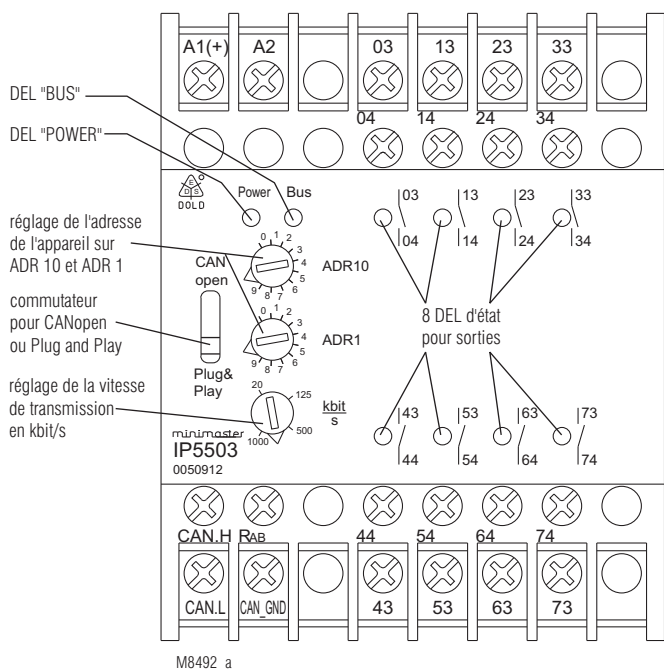 A1(+) A2 03 13 23 33
04 14 24 34
DEL "BUS"
DEL "POWER"
E D S
DOLD
Power Bus
03 13 23 33
04 14 24 34
réglage de l'adresse
de l'appareil sur
ADR 10 et ADR 1
CAN
open
0 1 2 3 4 5 6 7 8 9
ADR10
commutateur
pour CANopen
ou Plug and Play
0 1 2 3 4 5 6 7 8 9
ADR1
8 DEL d'état
pour sorties
Plug&
Play
réglage de la vitesse
de transmission
en kbit/s
20 125 500 1000
kbit
s
43 53 63 73
44 54 64 74
minimaster
IP5503
0050912
CAN.H RAB 44 54 64 74
CAN.L CAN_GND 43 53 63 73
M8492_a